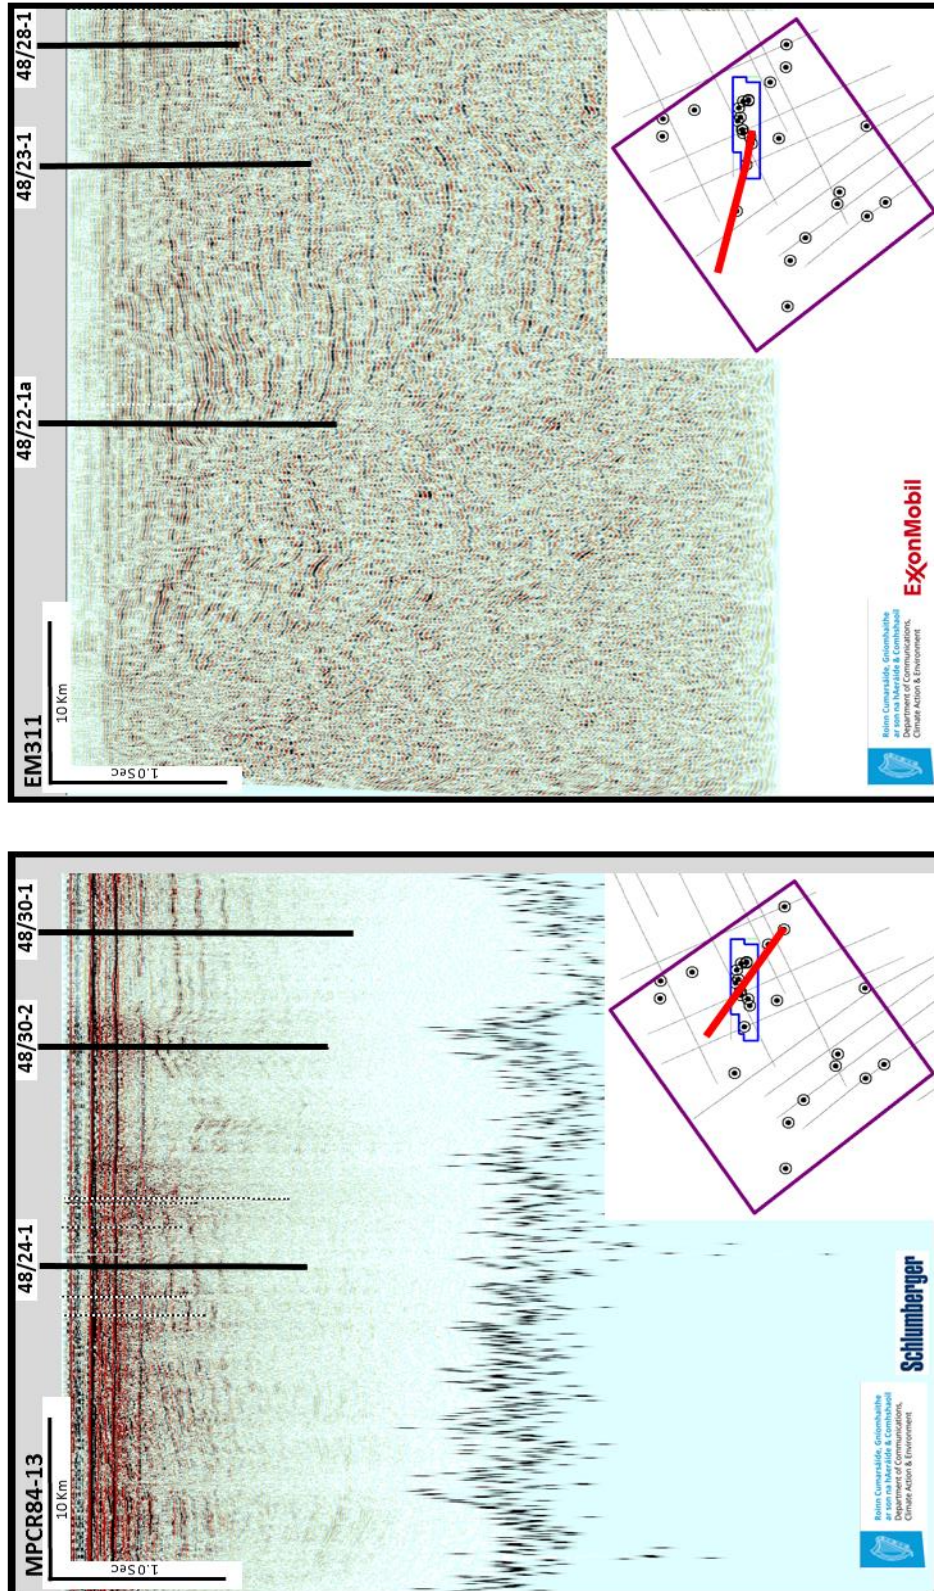 EM311
48/22-1a
48/23-1
48/28-1
10 Km
1.0Sec
Roinn Cumarsáide, Gníomhaithe
ar son na hAeráide & Comhshaoil
Department of Communications,
Climate Action & Environment
ExxonMobil
MPCR84-13
48/24-1
48/30-2
48/30-1
10 Km
1.0Sec
Roinn Cumarsáide, Gníomhaithe
ar son na hAeráide & Comhshaoil
Department of Communications,
Climate Action & Environment
Schlumberger